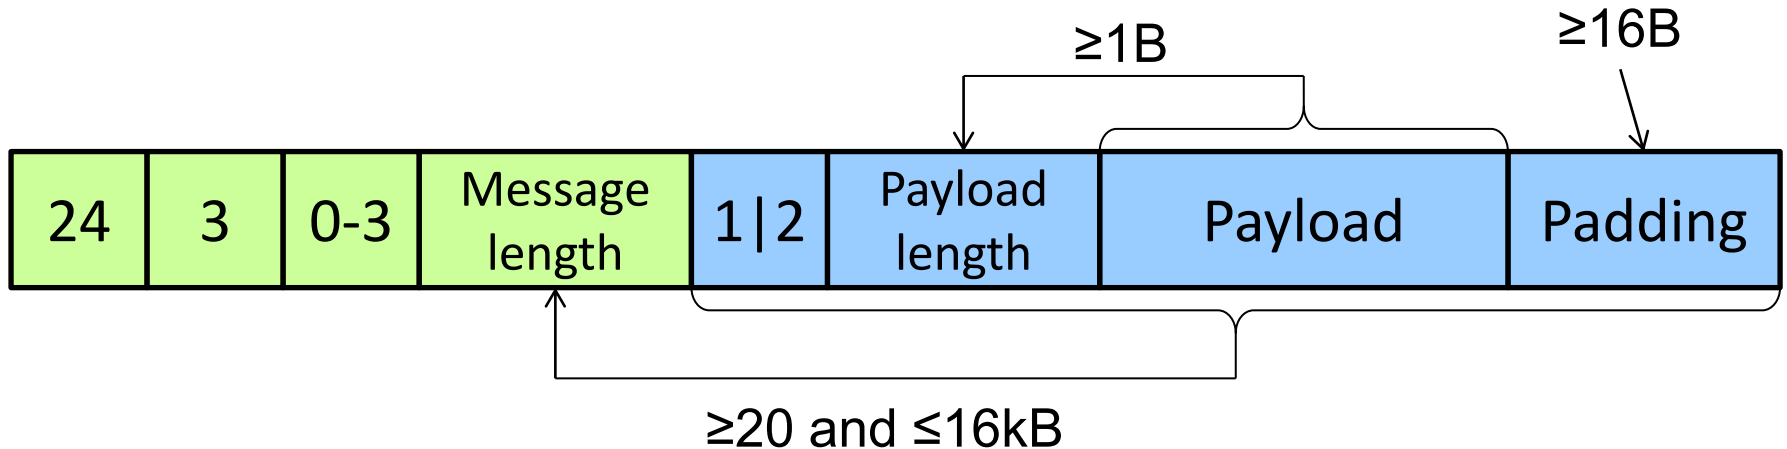 ≥1B
≥16B
24
3
0-3
Message
length
1|2
Payload
length
Payload
Padding
≥20 and ≤16kB